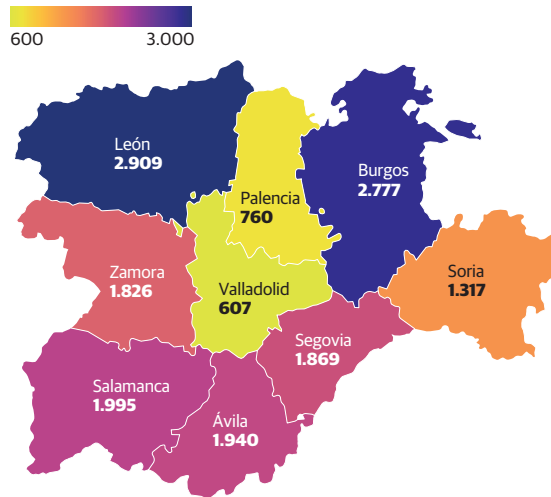 600
3.000
León
2.909
Burgos
2.777
Palencia
760
Zamora
1.826
Valladolid
607
Soria
1.317
Segovia
1.869
Salamanca
1.995
Ávila
1.940